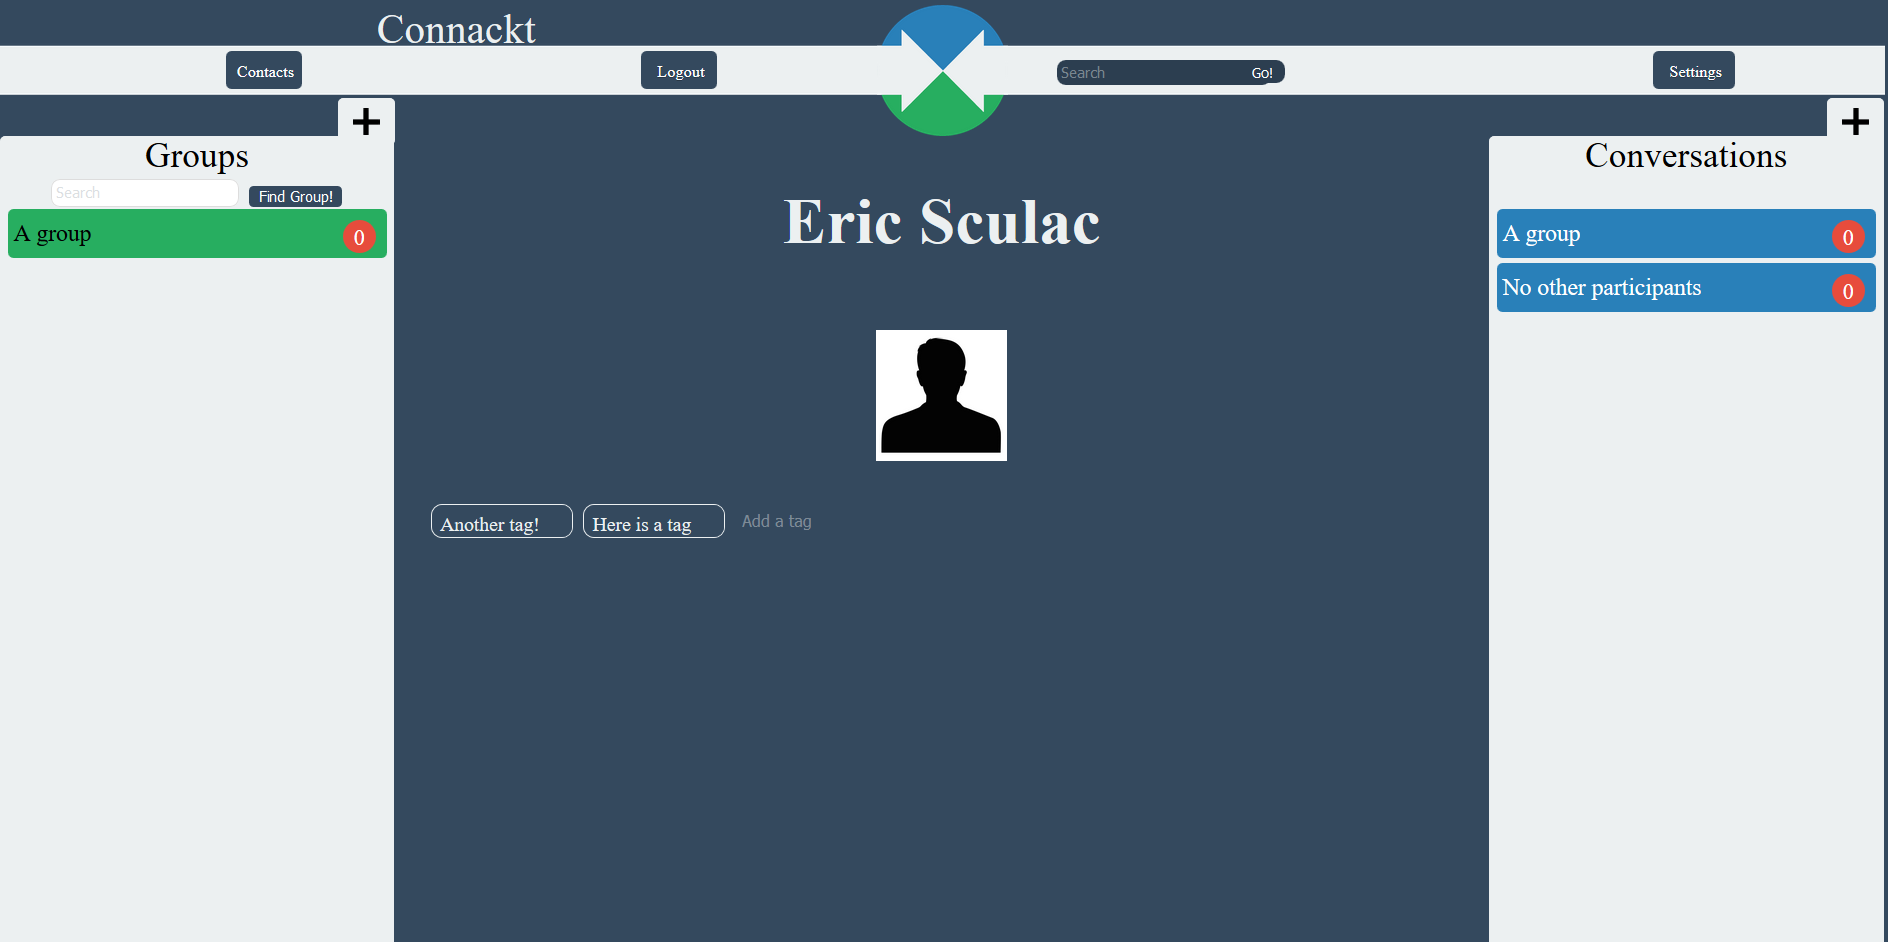 Connackt
Contacts
Logout
Search
Go!
Settings
Groups
Search
Find Group!
A group
0
Eric Sculac
Another tag!
Here is a tag
Add a tag
Conversations
A group
0
No other participants
0